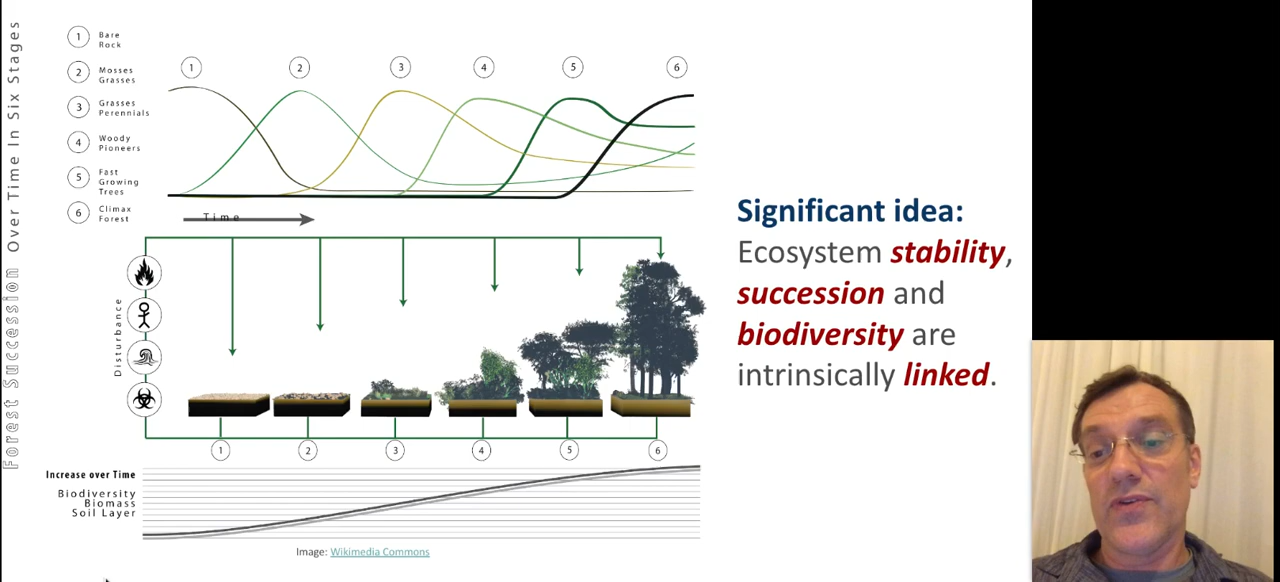 Forest Succession Over Time In Six Stages
1 Bare
Rock
2 Mosses
Grasses
3 Grasses
Perennials
4 Woody
Pioneers
5 Fast
Growing
Trees
6 Climax
Forest
1 2 3 4 5 6
Time
Disturbance
1 2 3 4 5 6
Increase over Time
Biodiversity
Biomass
Soil Layer
Image: Wikimedia Commons
Significant idea:
Ecosystem stability,
succession and
biodiversity are
intrinsically linked.